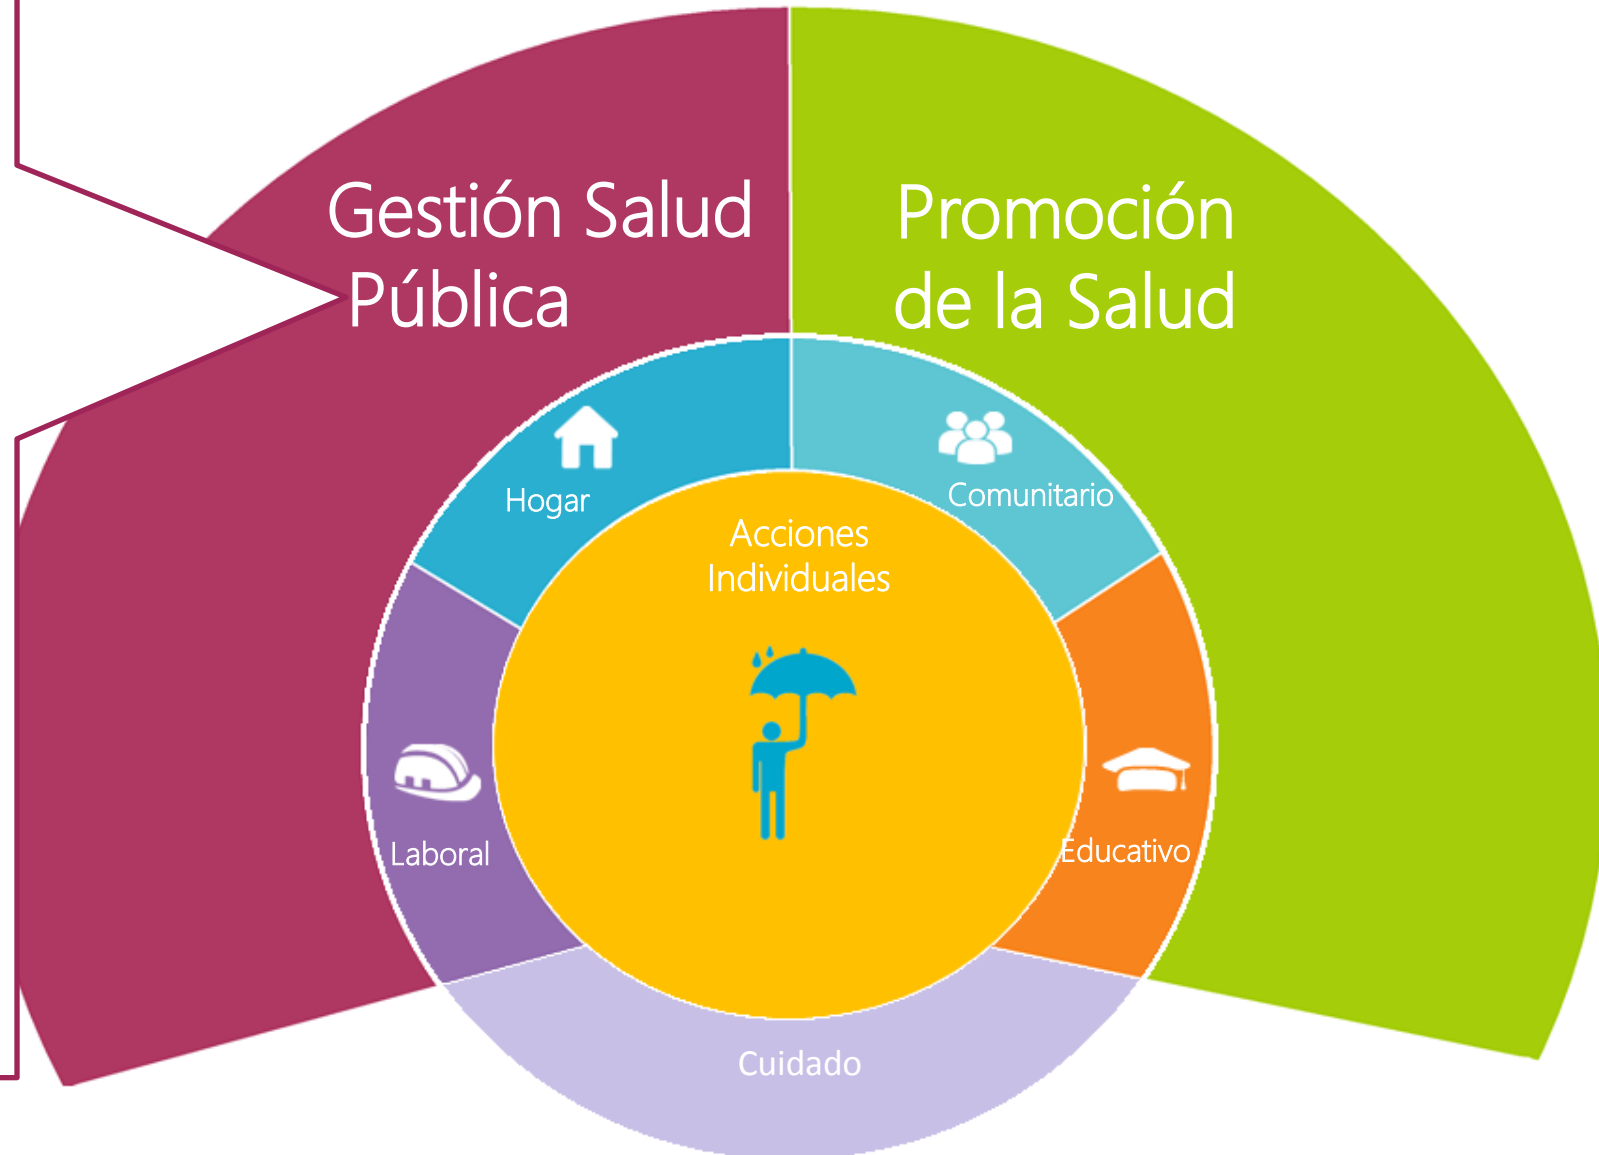 Gestión Salud
Pública
Promoción
de la Salud
Hogar
Comunitario
Acciones
Individuales
Laboral
Educativo
Cuidado